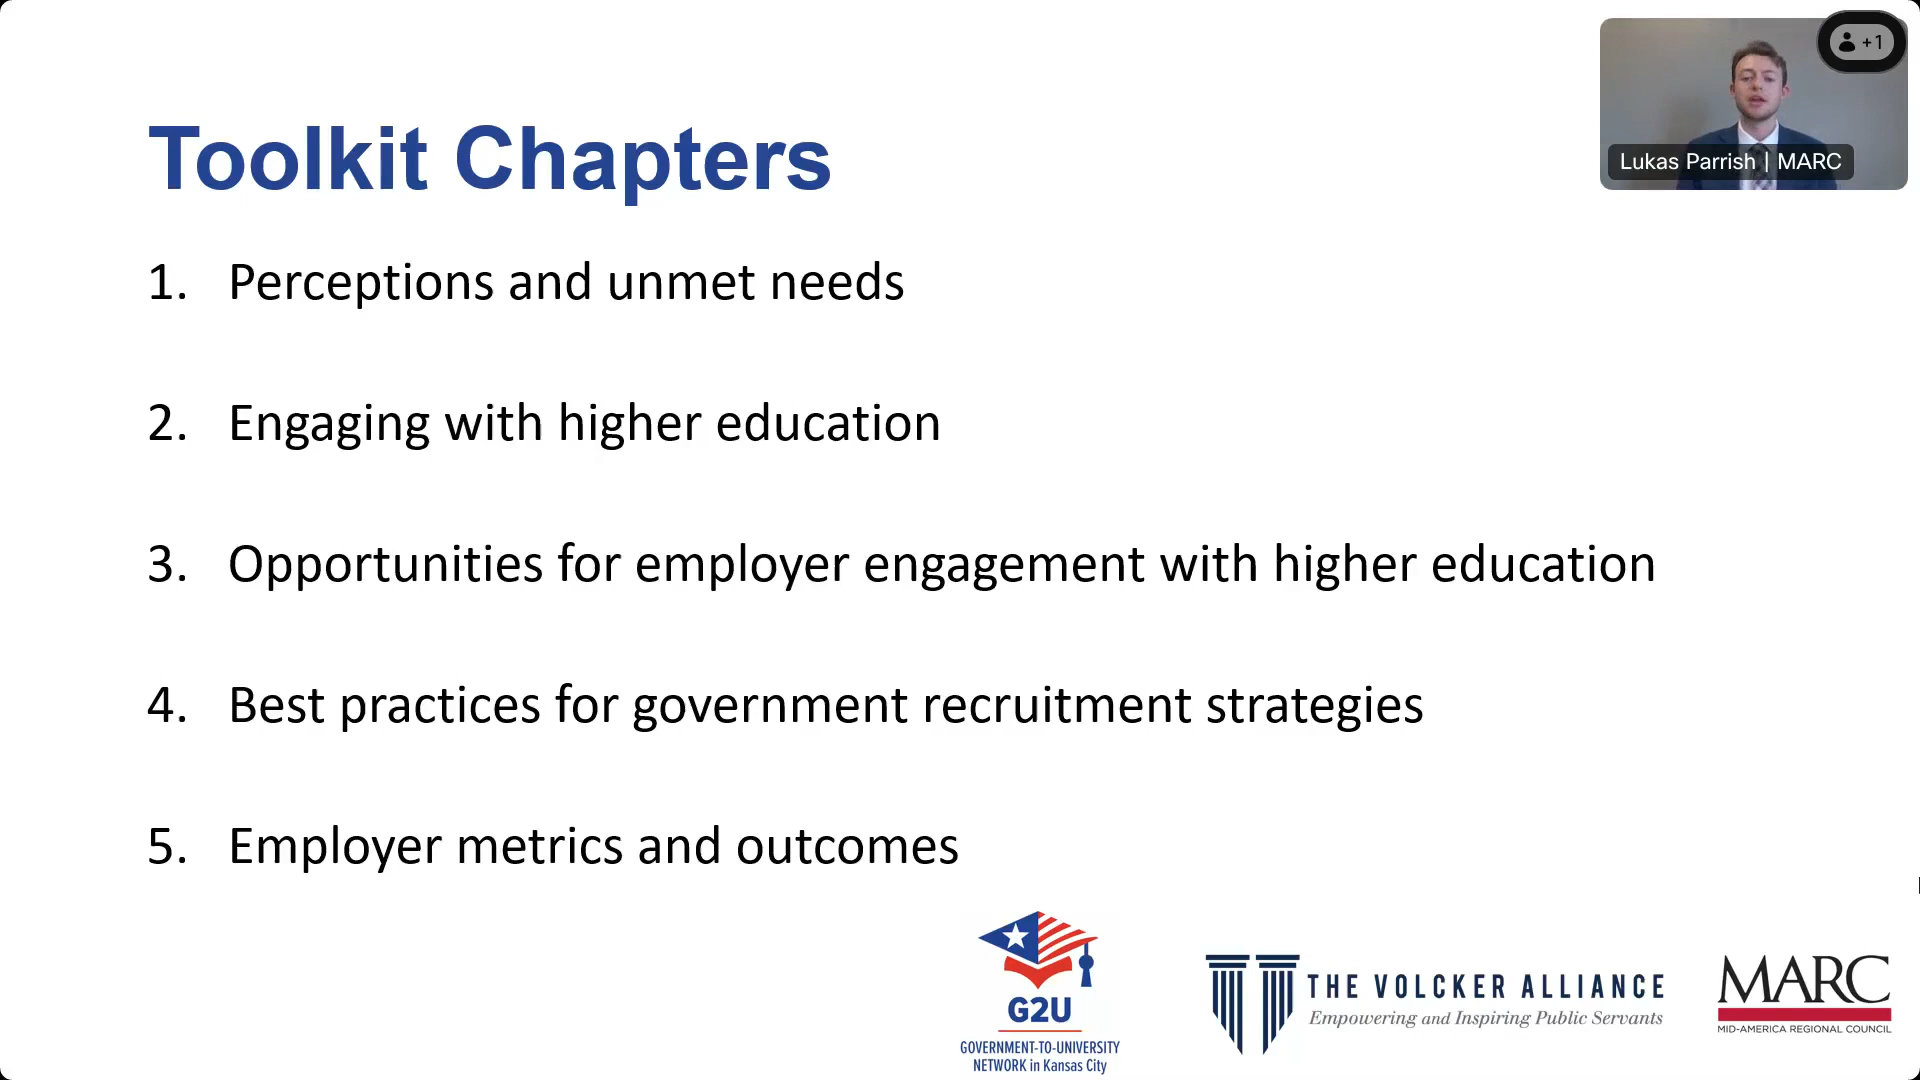 +1
Lukas Parrish | MARC
Toolkit Chapters
1. Perceptions and unmet needs
2. Engaging with higher education
3. Opportunities for employer engagement with higher education
4. Best practices for government recruitment strategies
5. Employer metrics and outcomes
G2U
GOVERNMENT-TO-UNIVERSITY
NETWORK in Kansas City
THE VOLCKER ALLIANCE
Empowering and Inspiring Public Servants
MARC
MID-AMERICA REGIONAL COUNCIL